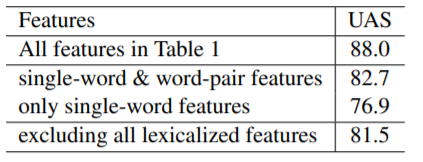 Features UAS
All features in Table 1 88.0
single-word & word-pair features 82.7
only single-word features 76.9
excluding all lexicalized features 81.5